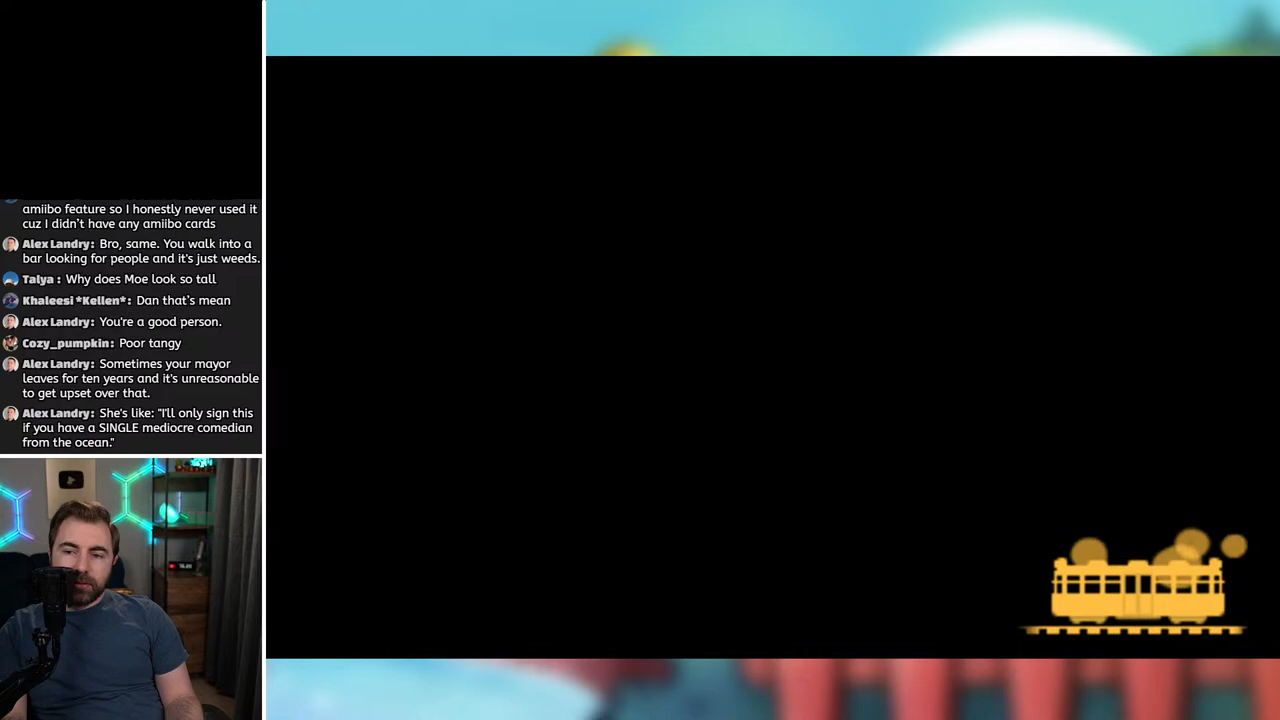 amiibo feature so I honestly never used it
cuz I didn’t have any amiibo cards
Alex Landry: Bro, same. You walk into a
bar looking for people and it's just weeds.
Talya : Why does Moe look so tall
Khaleesi *Kellen*: Dan that’s mean
Alex Landry: You're a good person.
Cozy_pumpkin: Poor tangy
Alex Landry: Sometimes your mayor
leaves for ten years and it's unreasonable
to get upset over that.
Alex Landry: She's like: "I'll only sign this
if you have a SINGLE mediocre comedian
from the ocean."